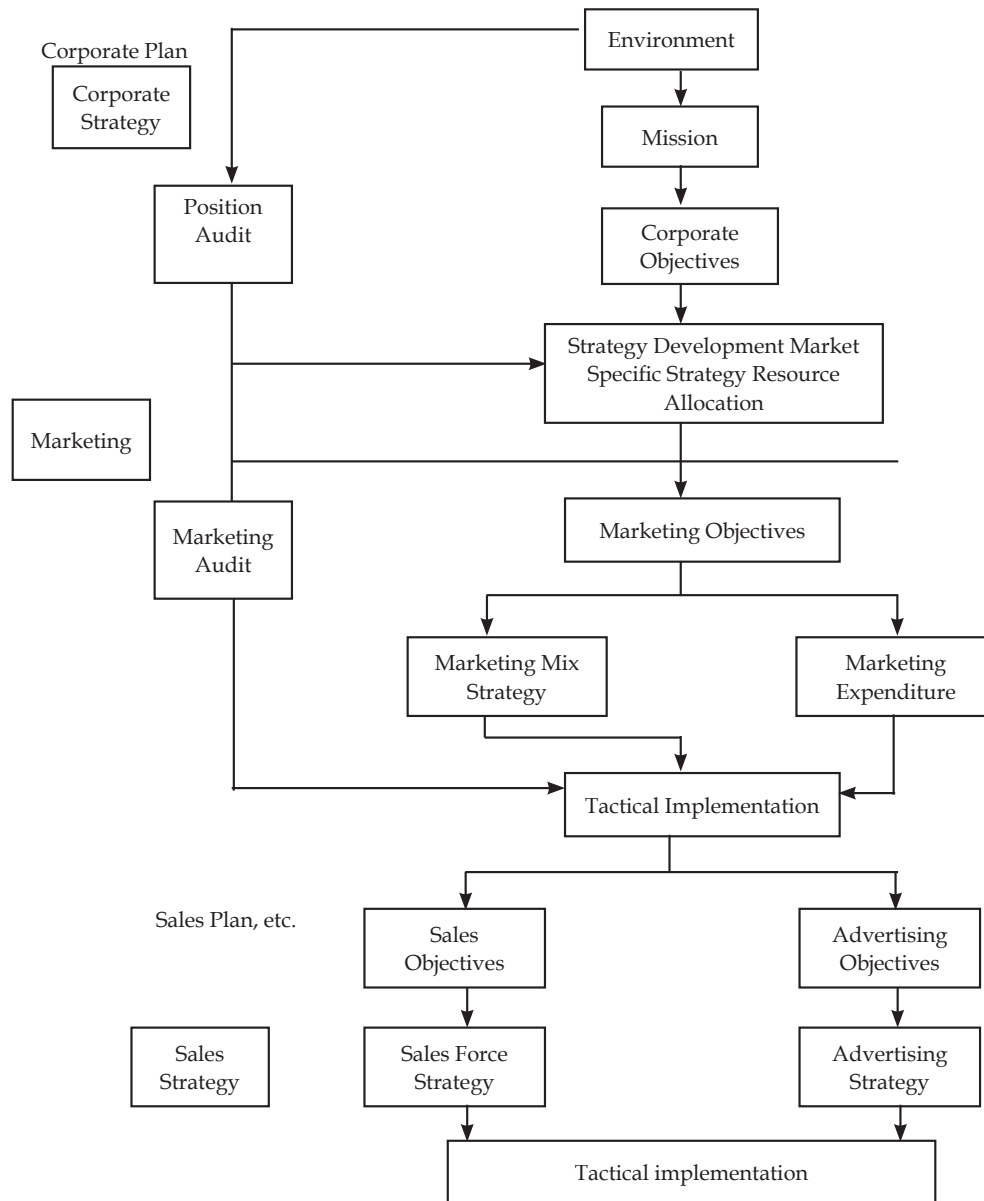 Environment
Corporate Plan
Corporate
Strategy
Mission
Position
Audit
Corporate
Objectives
Strategy Development Market
Specific Strategy Resource
Allocation
Marketing
Marketing
Audit
Marketing Objectives
Marketing Mix
Strategy
Marketing
Expenditure
Tactical Implementation
Sales Plan, etc.
Sales
Objectives
Advertising
Objectives
Sales
Strategy
Sales Force
Strategy
Advertising
Strategy
Tactical implementation